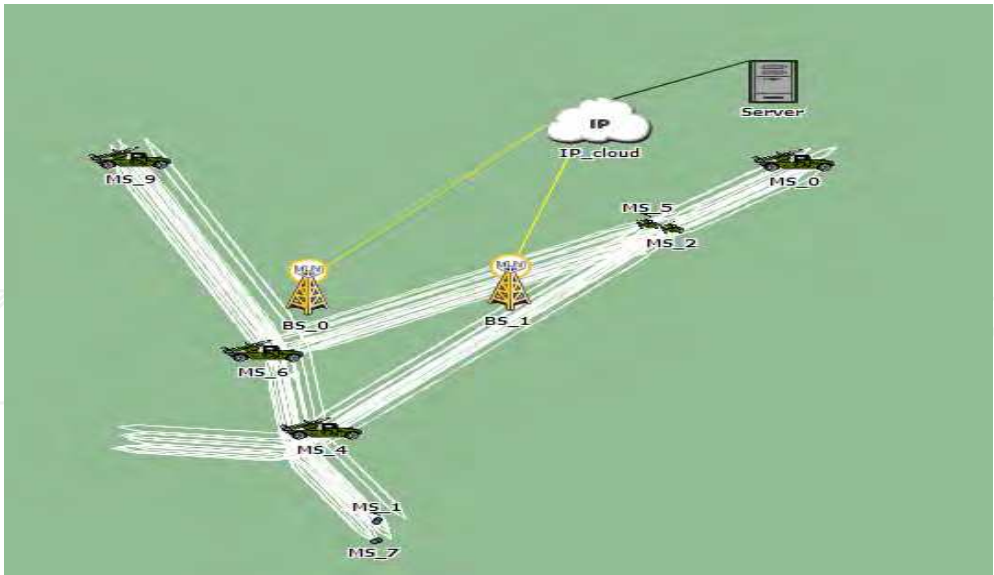 IP
Server
IP_cloud
MS_9
MS_0
MS_5
MS_2
BS_0
BS_1
MS_6
MS_4
MS_1
MS_7